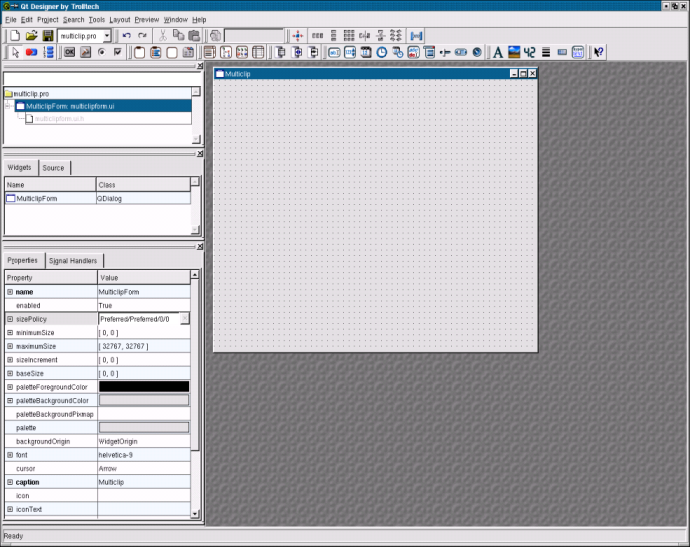 Qt Designer by Trolltech
File Edit Project Search Tools Layout Preview Window Help
multiclip.pro
OK
A
42
?
multiclip.pro
MulticlipForm: multiclipform.ui
multiclipform.ui.h
Widgets Source
Name Class
MulticlipForm QDialog
Properties Signal Handlers
Property Value
name MulticlipForm
enabled True
sizePolicy Preferred/Preferred/0/0
minimumSize [ 0, 0 ]
maximumSize [ 32767, 32767 ]
sizeIncrement [ 0, 0 ]
baseSize [ 0, 0 ]
paletteForegroundColor
paletteBackgroundColor
paletteBackgroundPixmap
palette
backgroundOrigin WidgetOrigin
font helvetica-9
cursor Arrow
caption Multiclip
icon
iconText
Multiclip
Ready